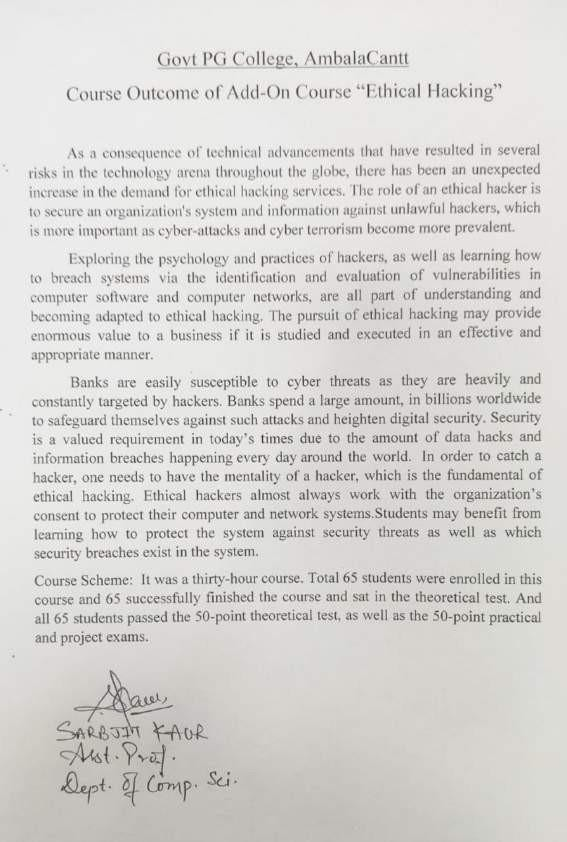 Govt PG College, AmbalaCantt
Course Outcome of Add-On Course “Ethical Hacking”
As a consequence of technical advancements that have resulted in several
risks in the technology arena throughout the globe, there has been an unexpected
increase in the demand for ethical hacking services. The role of an ethical hacker is
to secure an organization's system and information against unlawful hackers, which
is more important as cyber-attacks and cyber terrorism become more prevalent.
Exploring the psychology and practices of hackers, as well as learning how
to breach systems via the identification and evaluation of vulnerabilities in
computer software and computer networks, are all part of understanding and
becoming adapted to ethical hacking. The pursuit of ethical hacking may provide
enormous value to a business if it is studied and executed in an effective and
appropriate manner.
Banks are easily susceptible to cyber threats as they are heavily and
constantly targeted by hackers. Banks spend a large amount, in billions worldwide
to safeguard themselves against such attacks and heighten digital security. Security
is a valued requirement in today’s times due to the amount of data hacks and
information breaches happening every day around the world. In order to catch a
hacker, one needs to have the mentality of a hacker, which is the fundamental of
ethical hacking. Ethical hackers almost always work with the organization’s
consent to protect their computer and network systems.Students may benefit from
learning how to protect the system against security threats as well as which
security breaches exist in the system.
Course Scheme: It was a thirty-hour course. Total 65 students were enrolled in this
course and 65 successfully finished the course and sat in the theoretical test. And
all 65 students passed the 50-point theoretical test, as well as the 50-point practical
and project exams.
SARBJIT KAUR
Asst. Prof.
Dept. of Comp. Sci.